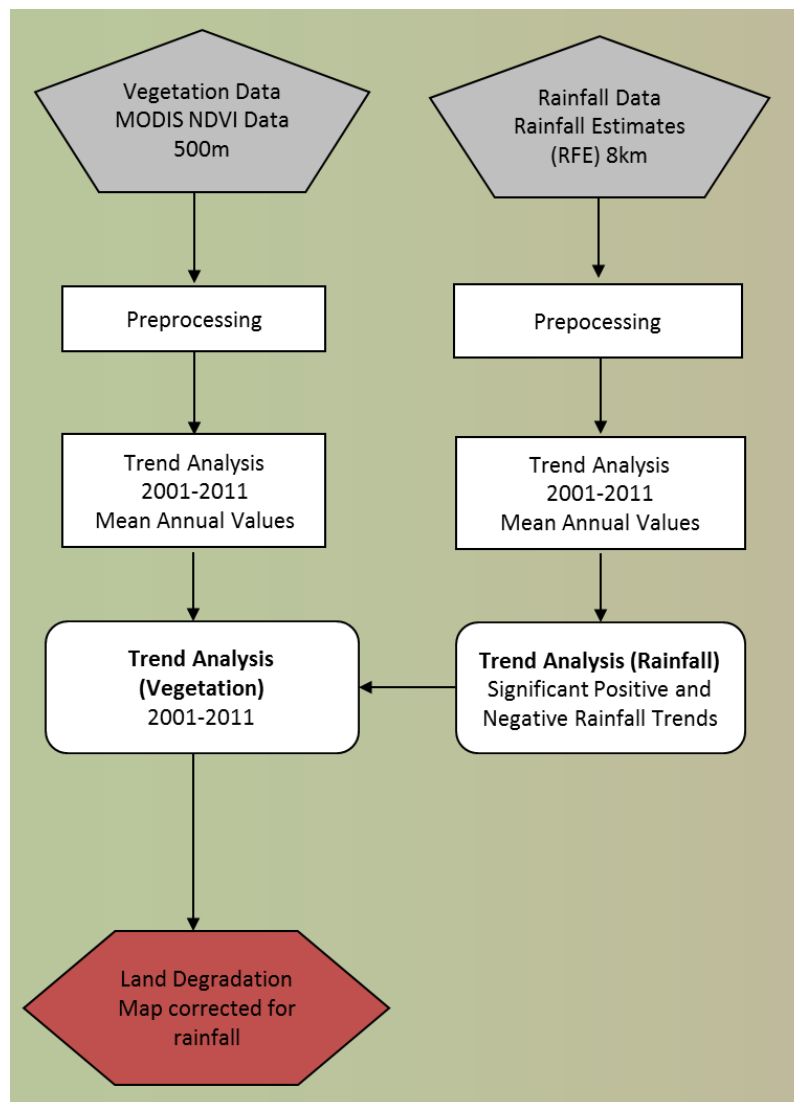 Vegetation Data
MODIS NDVI Data
500m
Rainfall Data
Rainfall Estimates
(RFE) 8km
Preprocessing
Prepocessing
Trend Analysis
2001-2011
Mean Annual Values
Trend Analysis
2001-2011
Mean Annual Values
Trend Analysis
(Vegetation)
2001-2011
Trend Analysis (Rainfall)
Significant Positive and
Negative Rainfall Trends
Land Degradation
Map corrected for
rainfall